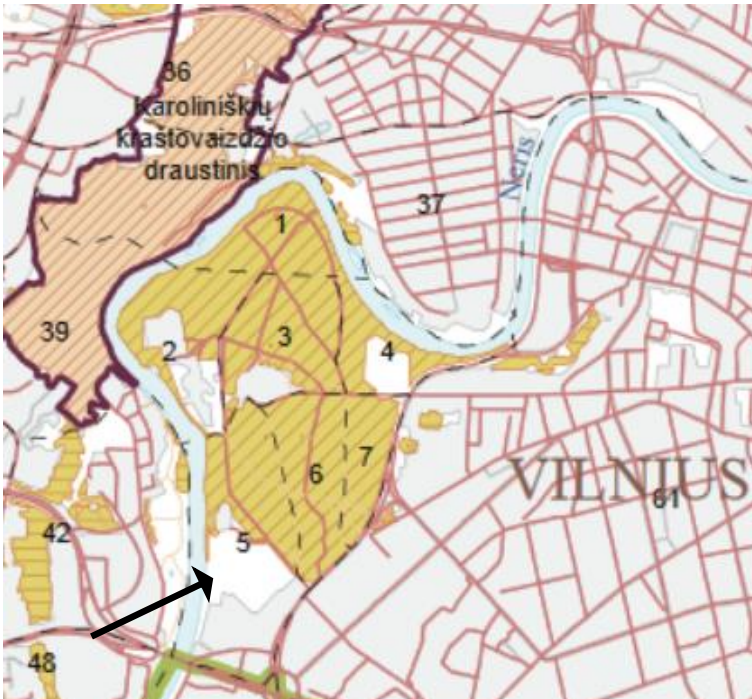 36
Karoliniškių
kraštovaizdžio
draustinis
37
Neris
1
39
2
3
4
6
7
VILNIUS
61
5
42
48